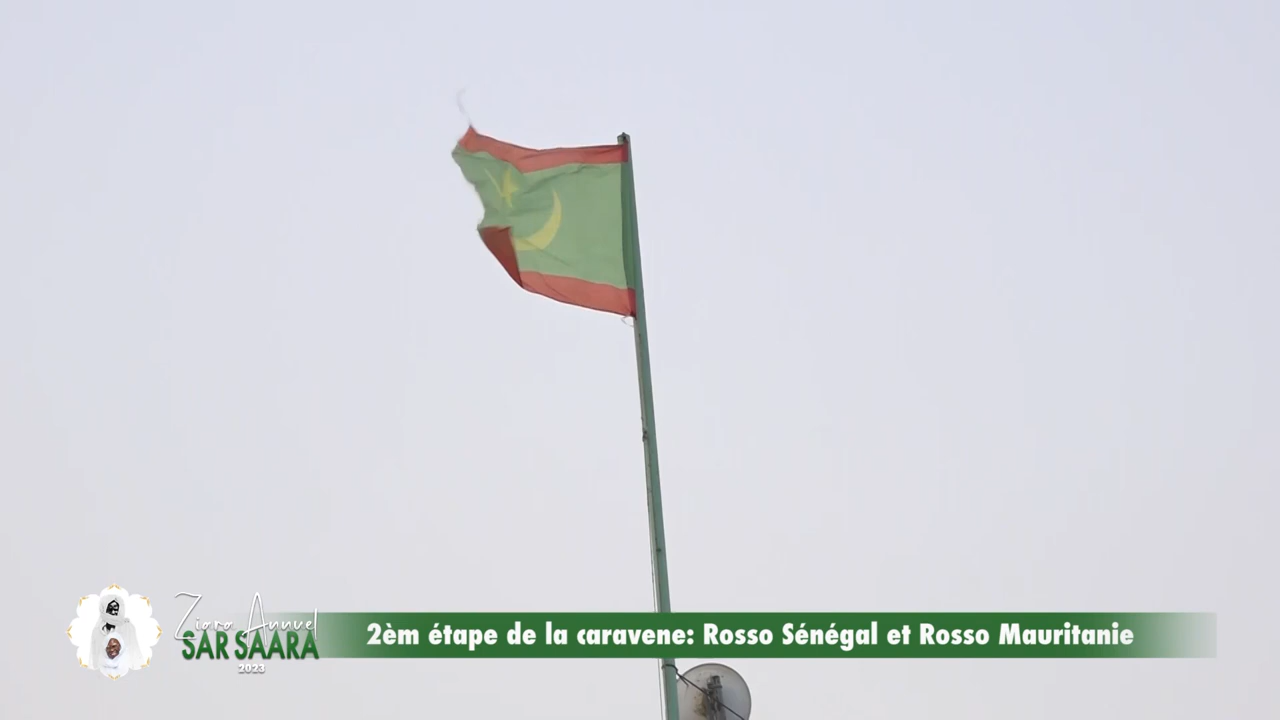 Ziara Annuel
SAR SAARA
2023
2èm étape de la caravene: Rosso Sénégal et Rosso Mauritanie